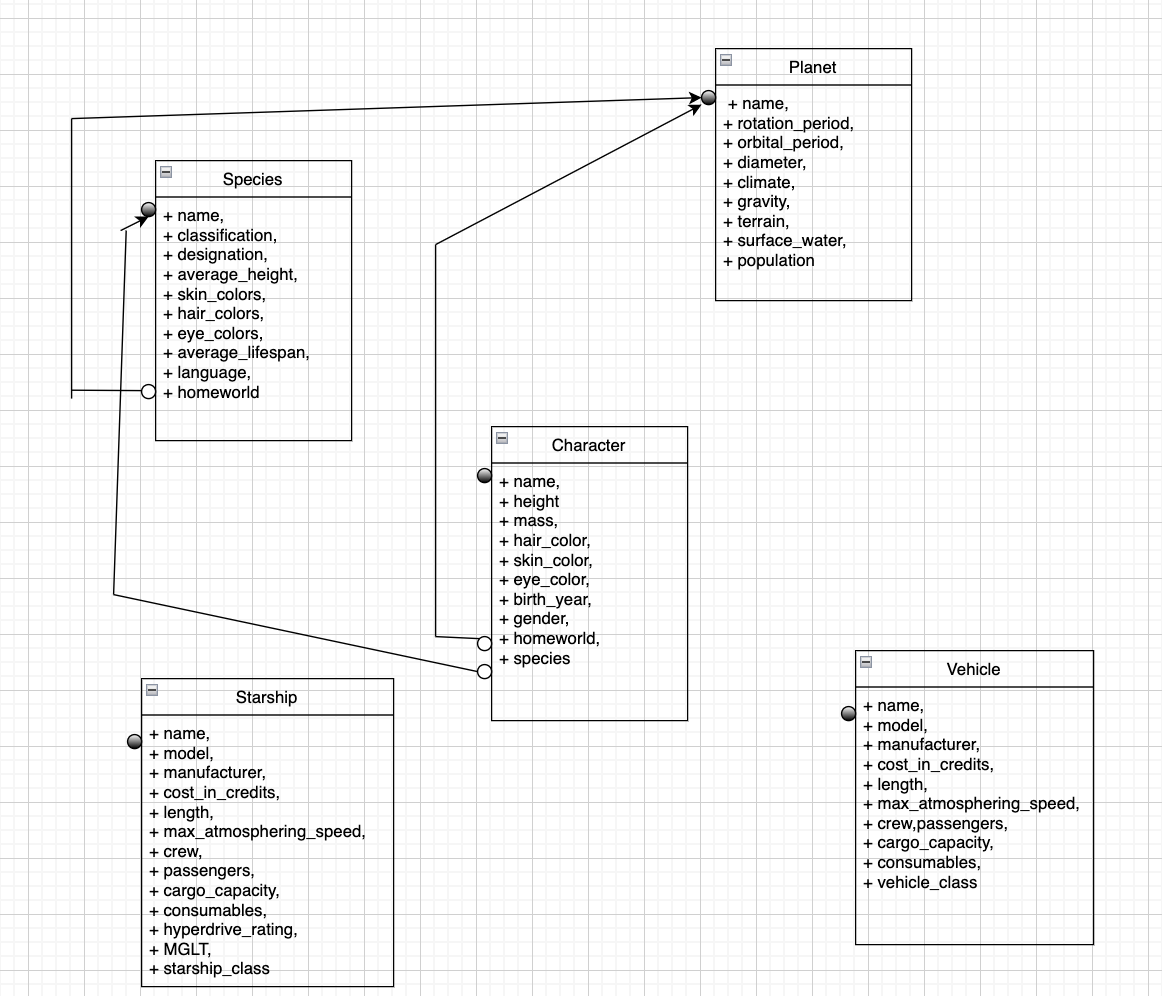 Planet
+ name,
+ rotation_period,
+ orbital_period,
+ diameter,
+ climate,
+ gravity,
+ terrain,
+ surface_water,
+ population
Species
+ name,
+ classification,
+ designation,
+ average_height,
+ skin_colors,
+ hair_colors,
+ eye_colors,
+ average_lifespan,
+ language,
+ homeworld
Character
+ name,
+ height
+ mass,
+ hair_color,
+ skin_color,
+ eye_color,
+ birth_year,
+ gender,
+ homeworld,
+ species
Starship
+ name,
+ model,
+ manufacturer,
+ cost_in_credits,
+ length,
+ max_atmosphering_speed,
+ crew,
+ passengers,
+ cargo_capacity,
+ consumables,
+ hyperdrive_rating,
+ MGLT,
+ starship_class
Vehicle
+ name,
+ model,
+ manufacturer,
+ cost_in_credits,
+ length,
+ max_atmosphering_speed,
+ crew,passengers,
+ cargo_capacity,
+ consumables,
+ vehicle_class